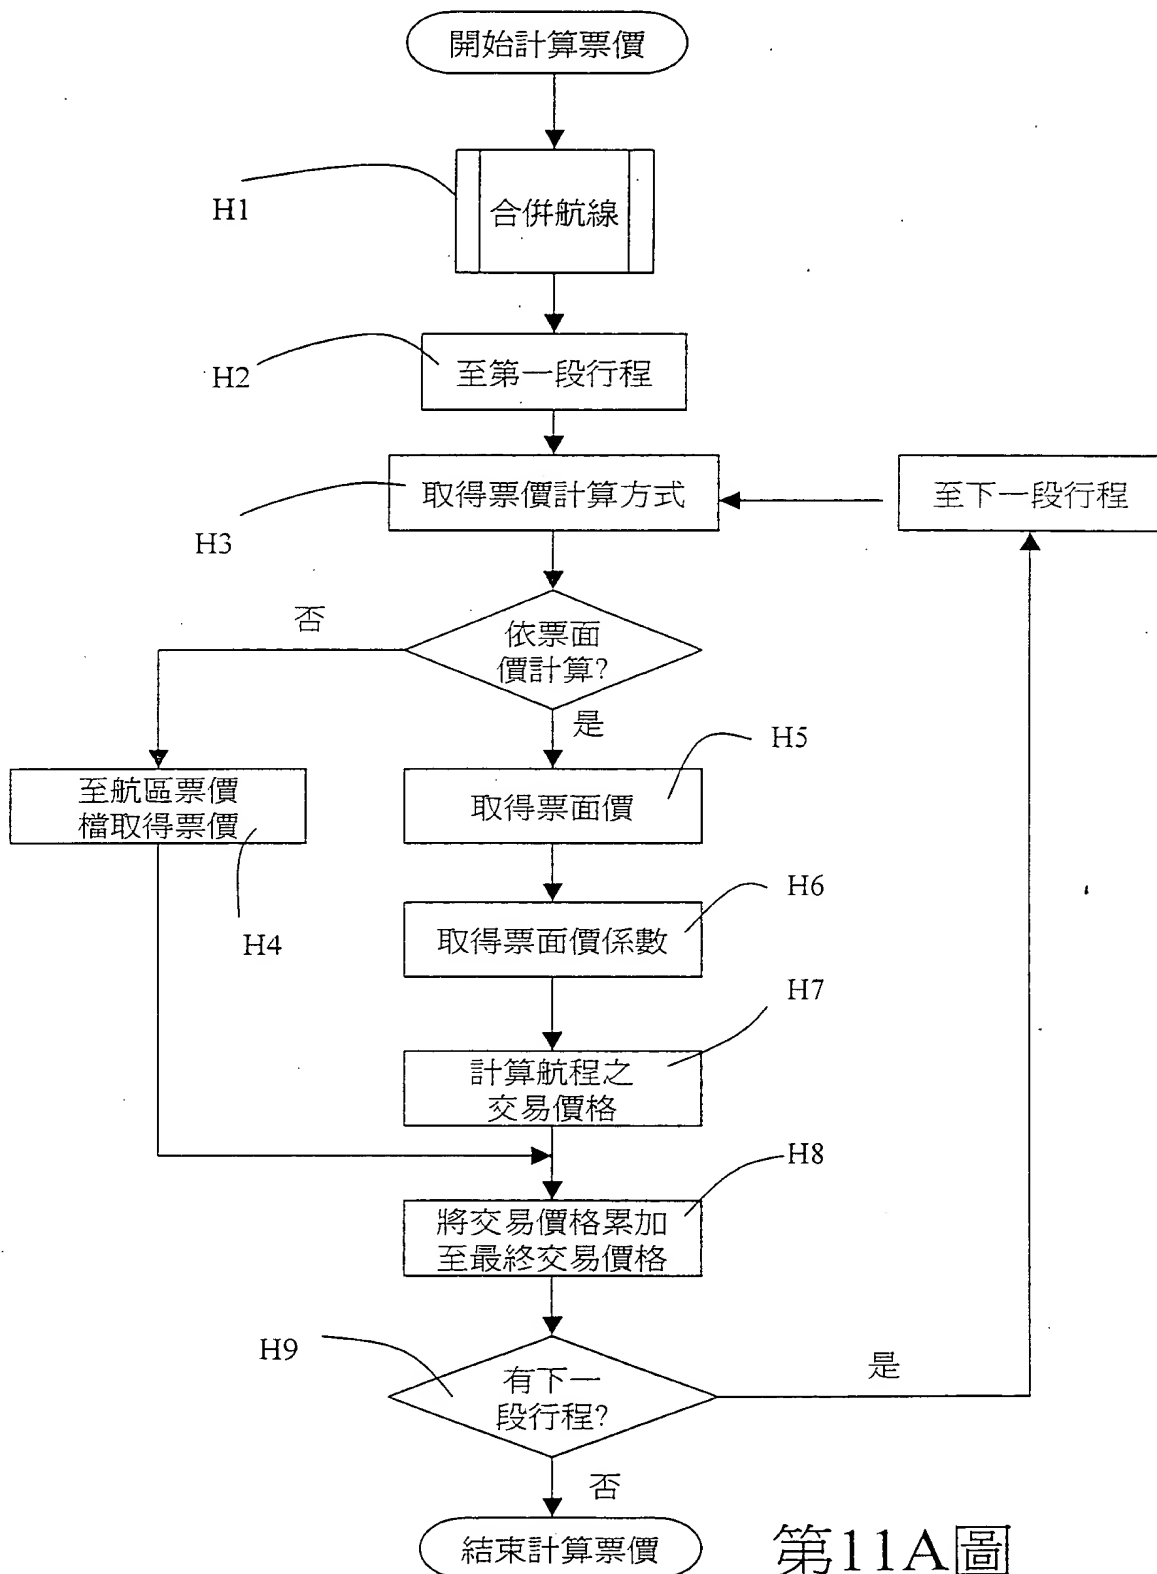 開始計算票價
合併航線
H1
至第一段行程
H2
取得票價計算方式
至下一段行程
H3
否
依票面
價計算?
是
H5
至航區票價
檔取得票價
取得票面價
H4
H6
取得票面價係數
H7
計算航程之
交易價格
H8
將交易價格累加
至最終交易價格
H9
有下一
段行程?
是
否
結束計算票價
第11A圖